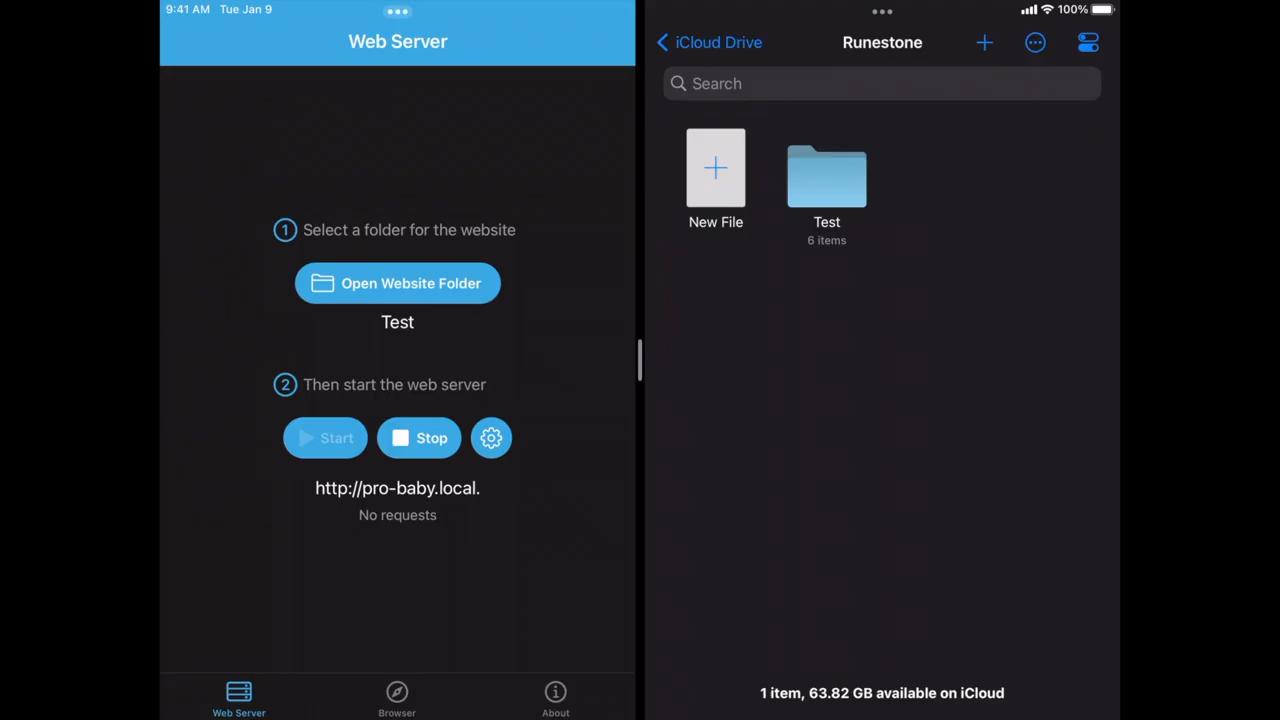 9:41 AM Tue Jan 9
Web Server
1 Select a folder for the website
Open Website Folder
Test
2 Then start the web server
Start Stop
http://pro-baby.local.
No requests
Web Server Browser About
100%
iCloud Drive Runestone
Search
New File Test
6 items
1 item, 63.82 GB available on iCloud